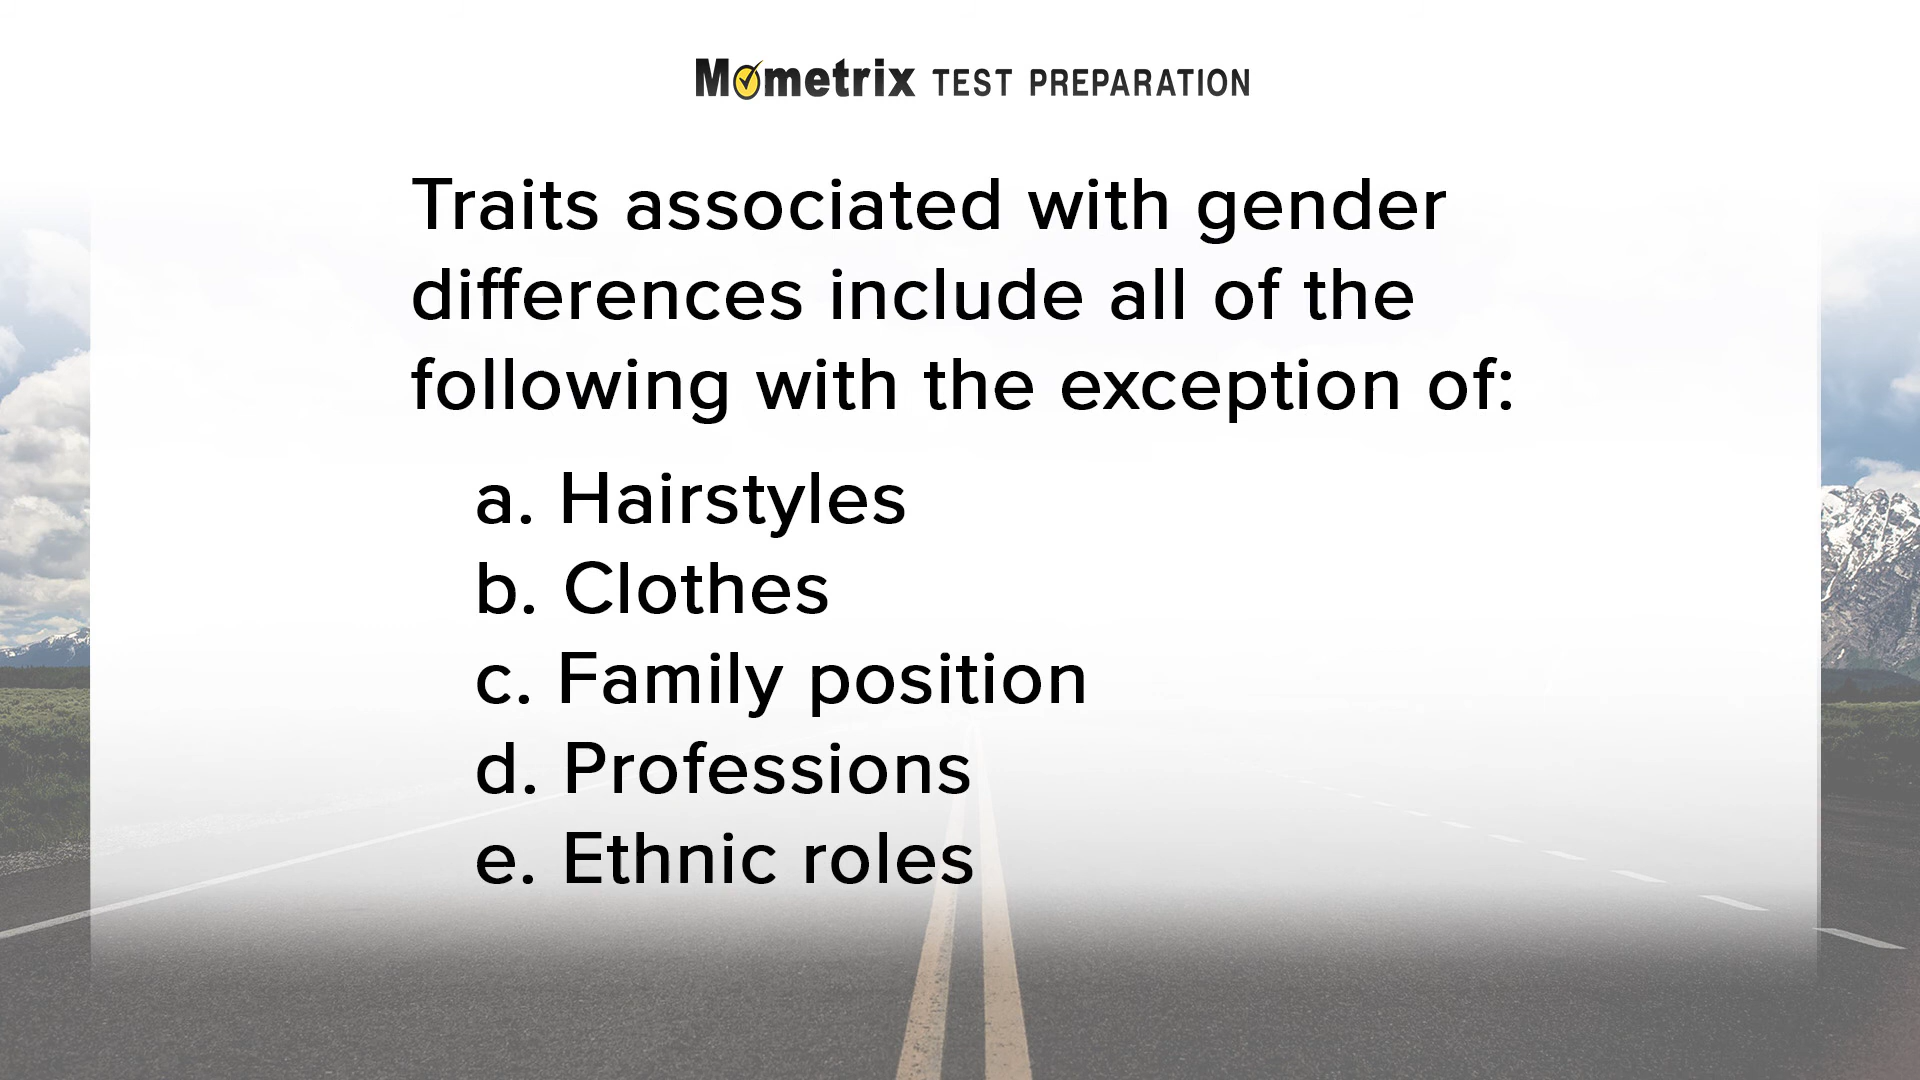 Mometrix TEST PREPARATION
Traits associated with gender
differences include all of the
following with the exception of:
a. Hairstyles
b. Clothes
c. Family position
d. Professions
e. Ethnic roles